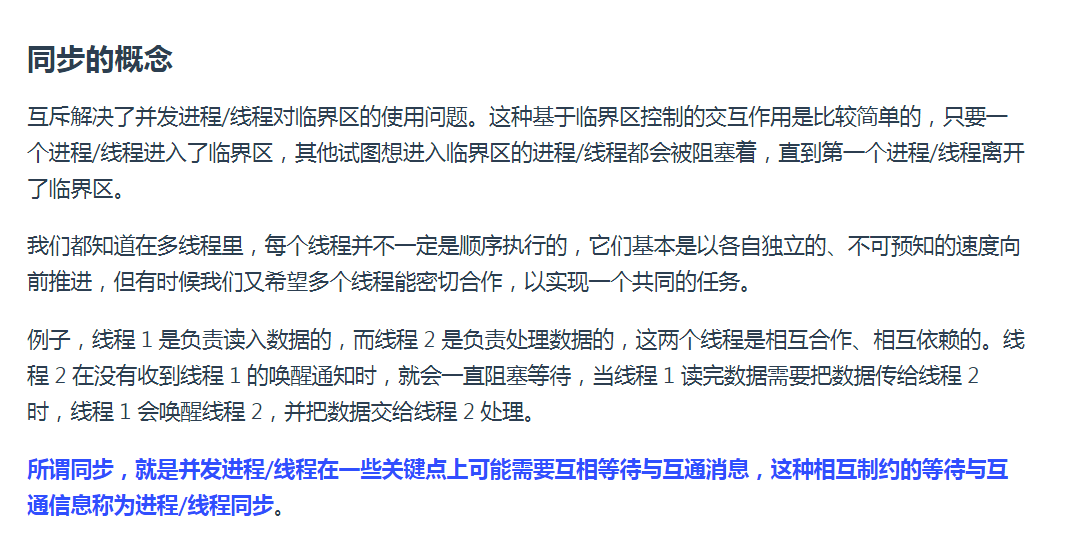 同步的概念
互斥解决了并发进程/线程对临界区的使用问题。这种基于临界区控制的交互作用是比较简单的，只要一
个进程/线程进入了临界区，其他试图想进入临界区的进程/线程都会被阻塞着，直到第一个进程/线程离开
了临界区。
我们都知道在多线程里，每个线程并不一定是顺序执行的，它们基本是以各自独立的、不可预知的速度向
前推进，但有时候我们又希望多个线程能密切合作，以实现一个共同的任务。
例子，线程 1 是负责读入数据的，而线程 2 是负责处理数据的，这两个线程是相互合作、相互依赖的。线
程 2 在没有收到线程 1 的唤醒通知时，就会一直阻塞等待，当线程 1 读完数据需要把数据传给线程 2
时，线程 1 会唤醒线程 2，并把数据交给线程 2 处理。
所谓同步，就是并发进程/线程在一些关键点上可能需要互相等待与互通消息，这种相互制约的等待与互
通信息称为进程/线程同步。